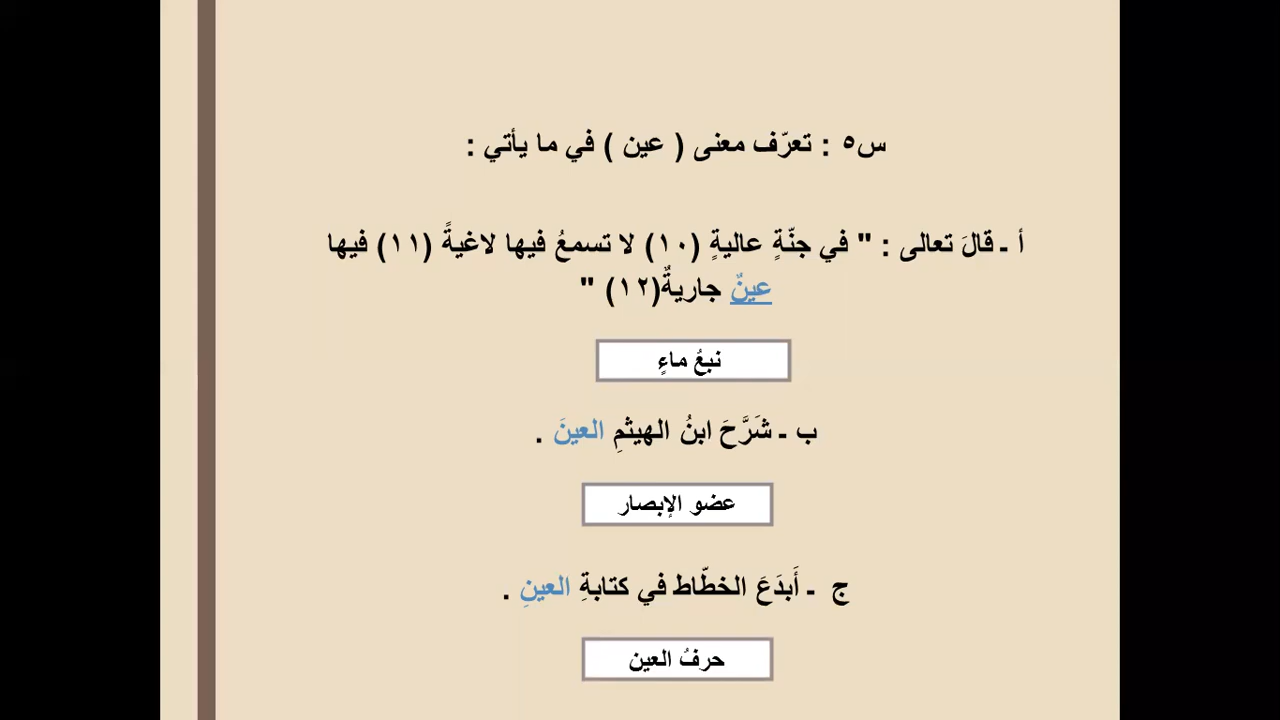 س٥ : تعرّف معنى ( عين ) في ما يأتي :
أ ـ قالَ تعالى : " في جنّةٍ عاليةٍ (١٠) لا تسمعُ فيها لاغيةً (١١) فيها
عينٌ جاريةٌ(١٢) "
نبعُ ماءٍ
ب ـ شَرَّحَ ابنُ الهيثمِ العينَ .
عضو الإبصار
ج ـ أَبدَعَ الخطّاط في كتابةِ العينِ .
حرفُ العين